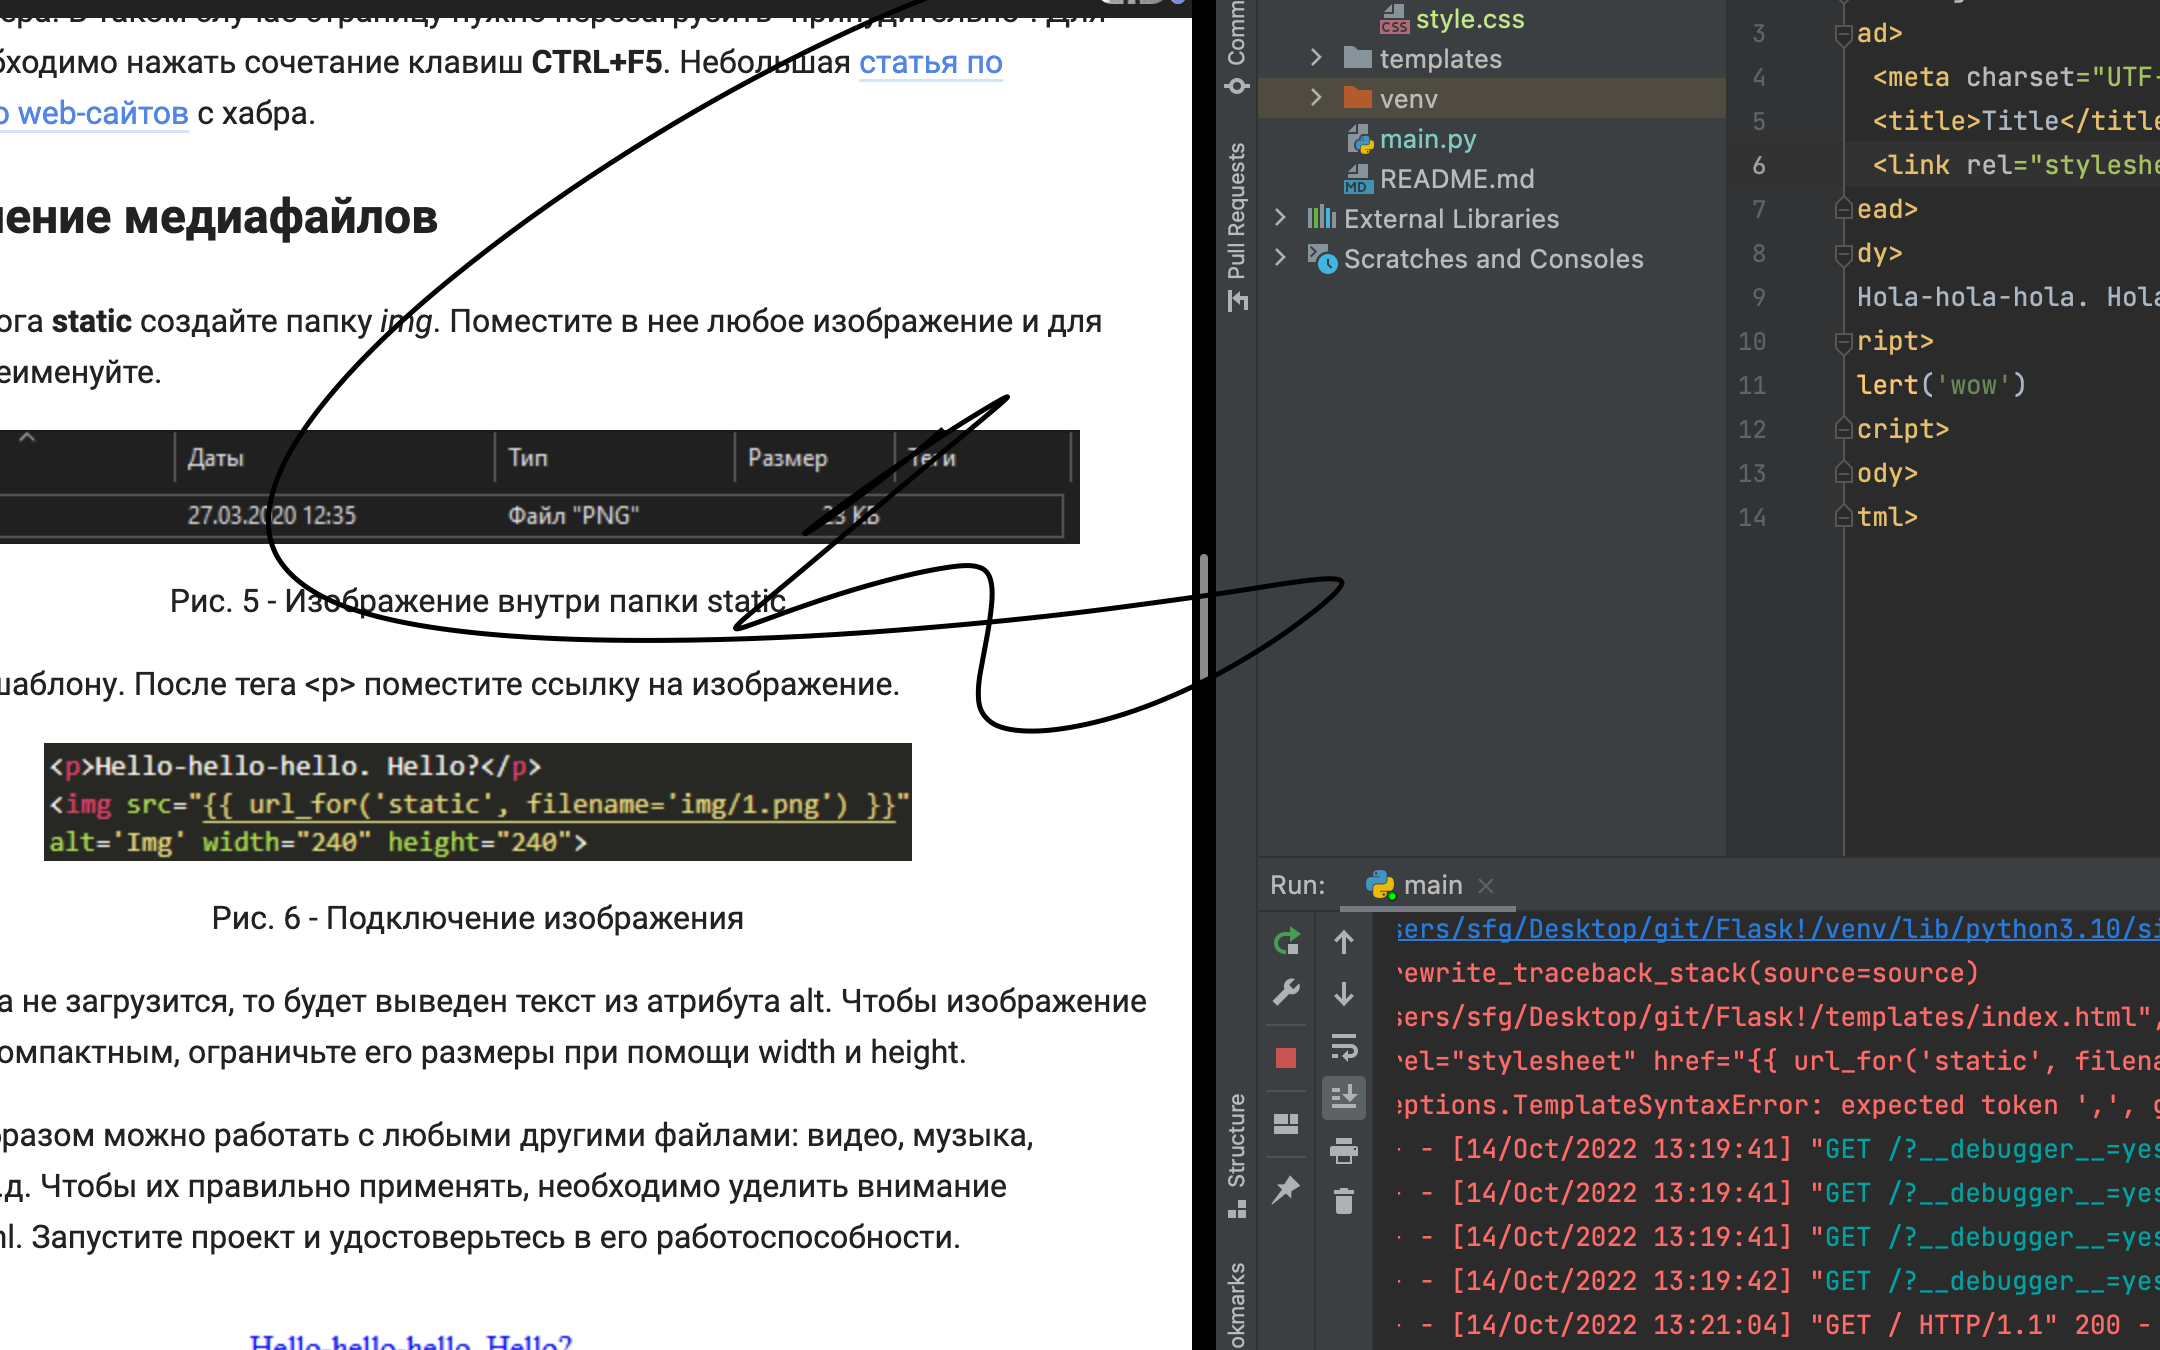 бходимо нажать сочетание клавиш CTRL+F5. Небольшая статья по
о web-сайтов с хабра.
ение медиафайлов
ога static создайте папку img. Поместите в нее любое изображение и для
еименуйте.
Даты Тип Размер Теги
27.03.2020 12:35 Файл "PNG" 23 КБ
Рис. 5 - Изображение внутри папки static
шаблону. После тега <p> поместите ссылку на изображение.
<p>Hello-hello-hello. Hello?</p>
<img src="{{ url_for('static', filename='img/1.png') }}"
alt='Img' width="240" height="240">
Рис. 6 - Подключение изображения
а не загрузится, то будет выведен текст из атрибута alt. Чтобы изображение
омпактным, ограничьте его размеры при помощи width и height.
бразом можно работать с любыми другими файлами: видео, музыка,
.д. Чтобы их правильно применять, необходимо уделить внимание
ml. Запустите проект и удостоверьтесь в его работоспособности.
Hello-hello-hello. Hello?
Comm
Pull Requests
Structure
okmarks
style.css
templates
venv
main.py
README.md
External Libraries
Scratches and Consoles
3 ad>
4 <meta charset="UTF-
5 <title>Title</title
6 <link rel="styleshe
7 ead>
8 dy>
9 Hola-hola-hola. Hola
10 ript>
11 lert('wow')
12 cript>
13 ody>
14 tml>
Run: main
sers/sfg/Desktop/git/Flask!/venv/lib/python3.10/si
rewrite_traceback_stack(source=source)
sers/sfg/Desktop/git/Flask!/templates/index.html",
rel="stylesheet" href="{{ url_for('static', filena
eptions.TemplateSyntaxError: expected token ',', g
- - [14/Oct/2022 13:19:41] "GET /?__debugger__=yes
- - [14/Oct/2022 13:19:41] "GET /?__debugger__=yes
- - [14/Oct/2022 13:19:41] "GET /?__debugger__=yes
- - [14/Oct/2022 13:19:42] "GET /?__debugger__=yes
- - [14/Oct/2022 13:21:04] "GET / HTTP/1.1" 200 -